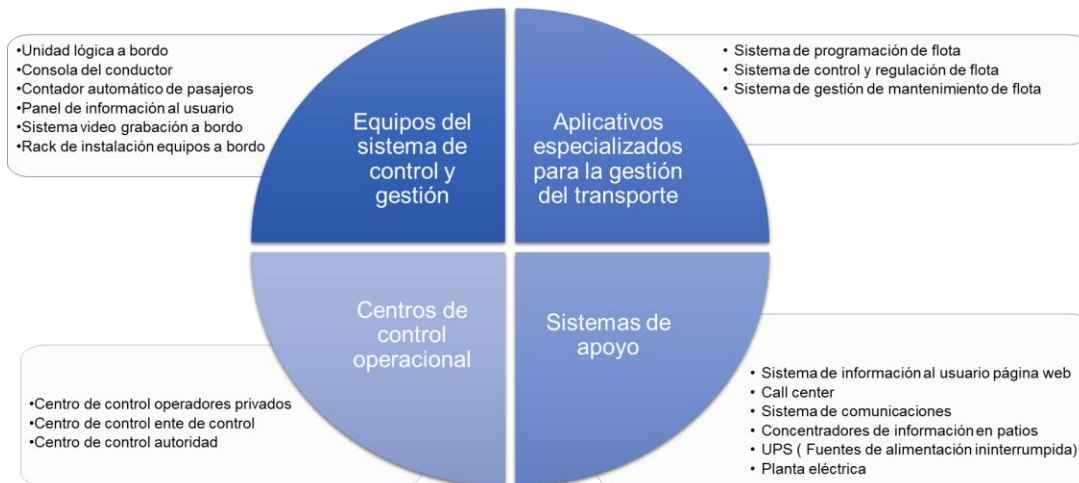 •Unidad lógica a bordo
•Consola del conductor
•Contador automático de pasajeros
•Panel de información al usuario
•Sistema video grabación a bordo
•Rack de instalación equipos a bordo
Equipos del
sistema de
control y
gestión
Aplicativos
especializados
para la gestión
del transporte
• Sistema de programación de flota
• Sistema de control y regulación de flota
• Sistema de gestión de mantenimiento de flota
•Centro de control operadores privados
•Centro de control ente de control
•Centro de control autoridad
Centros de
control
operacional
Sistemas de
apoyo
• Sistema de información al usuario página web
• Call center
• Sistema de comunicaciones
• Concentradores de información en patios
• UPS ( Fuentes de alimentación ininterrumpida)
• Planta eléctrica